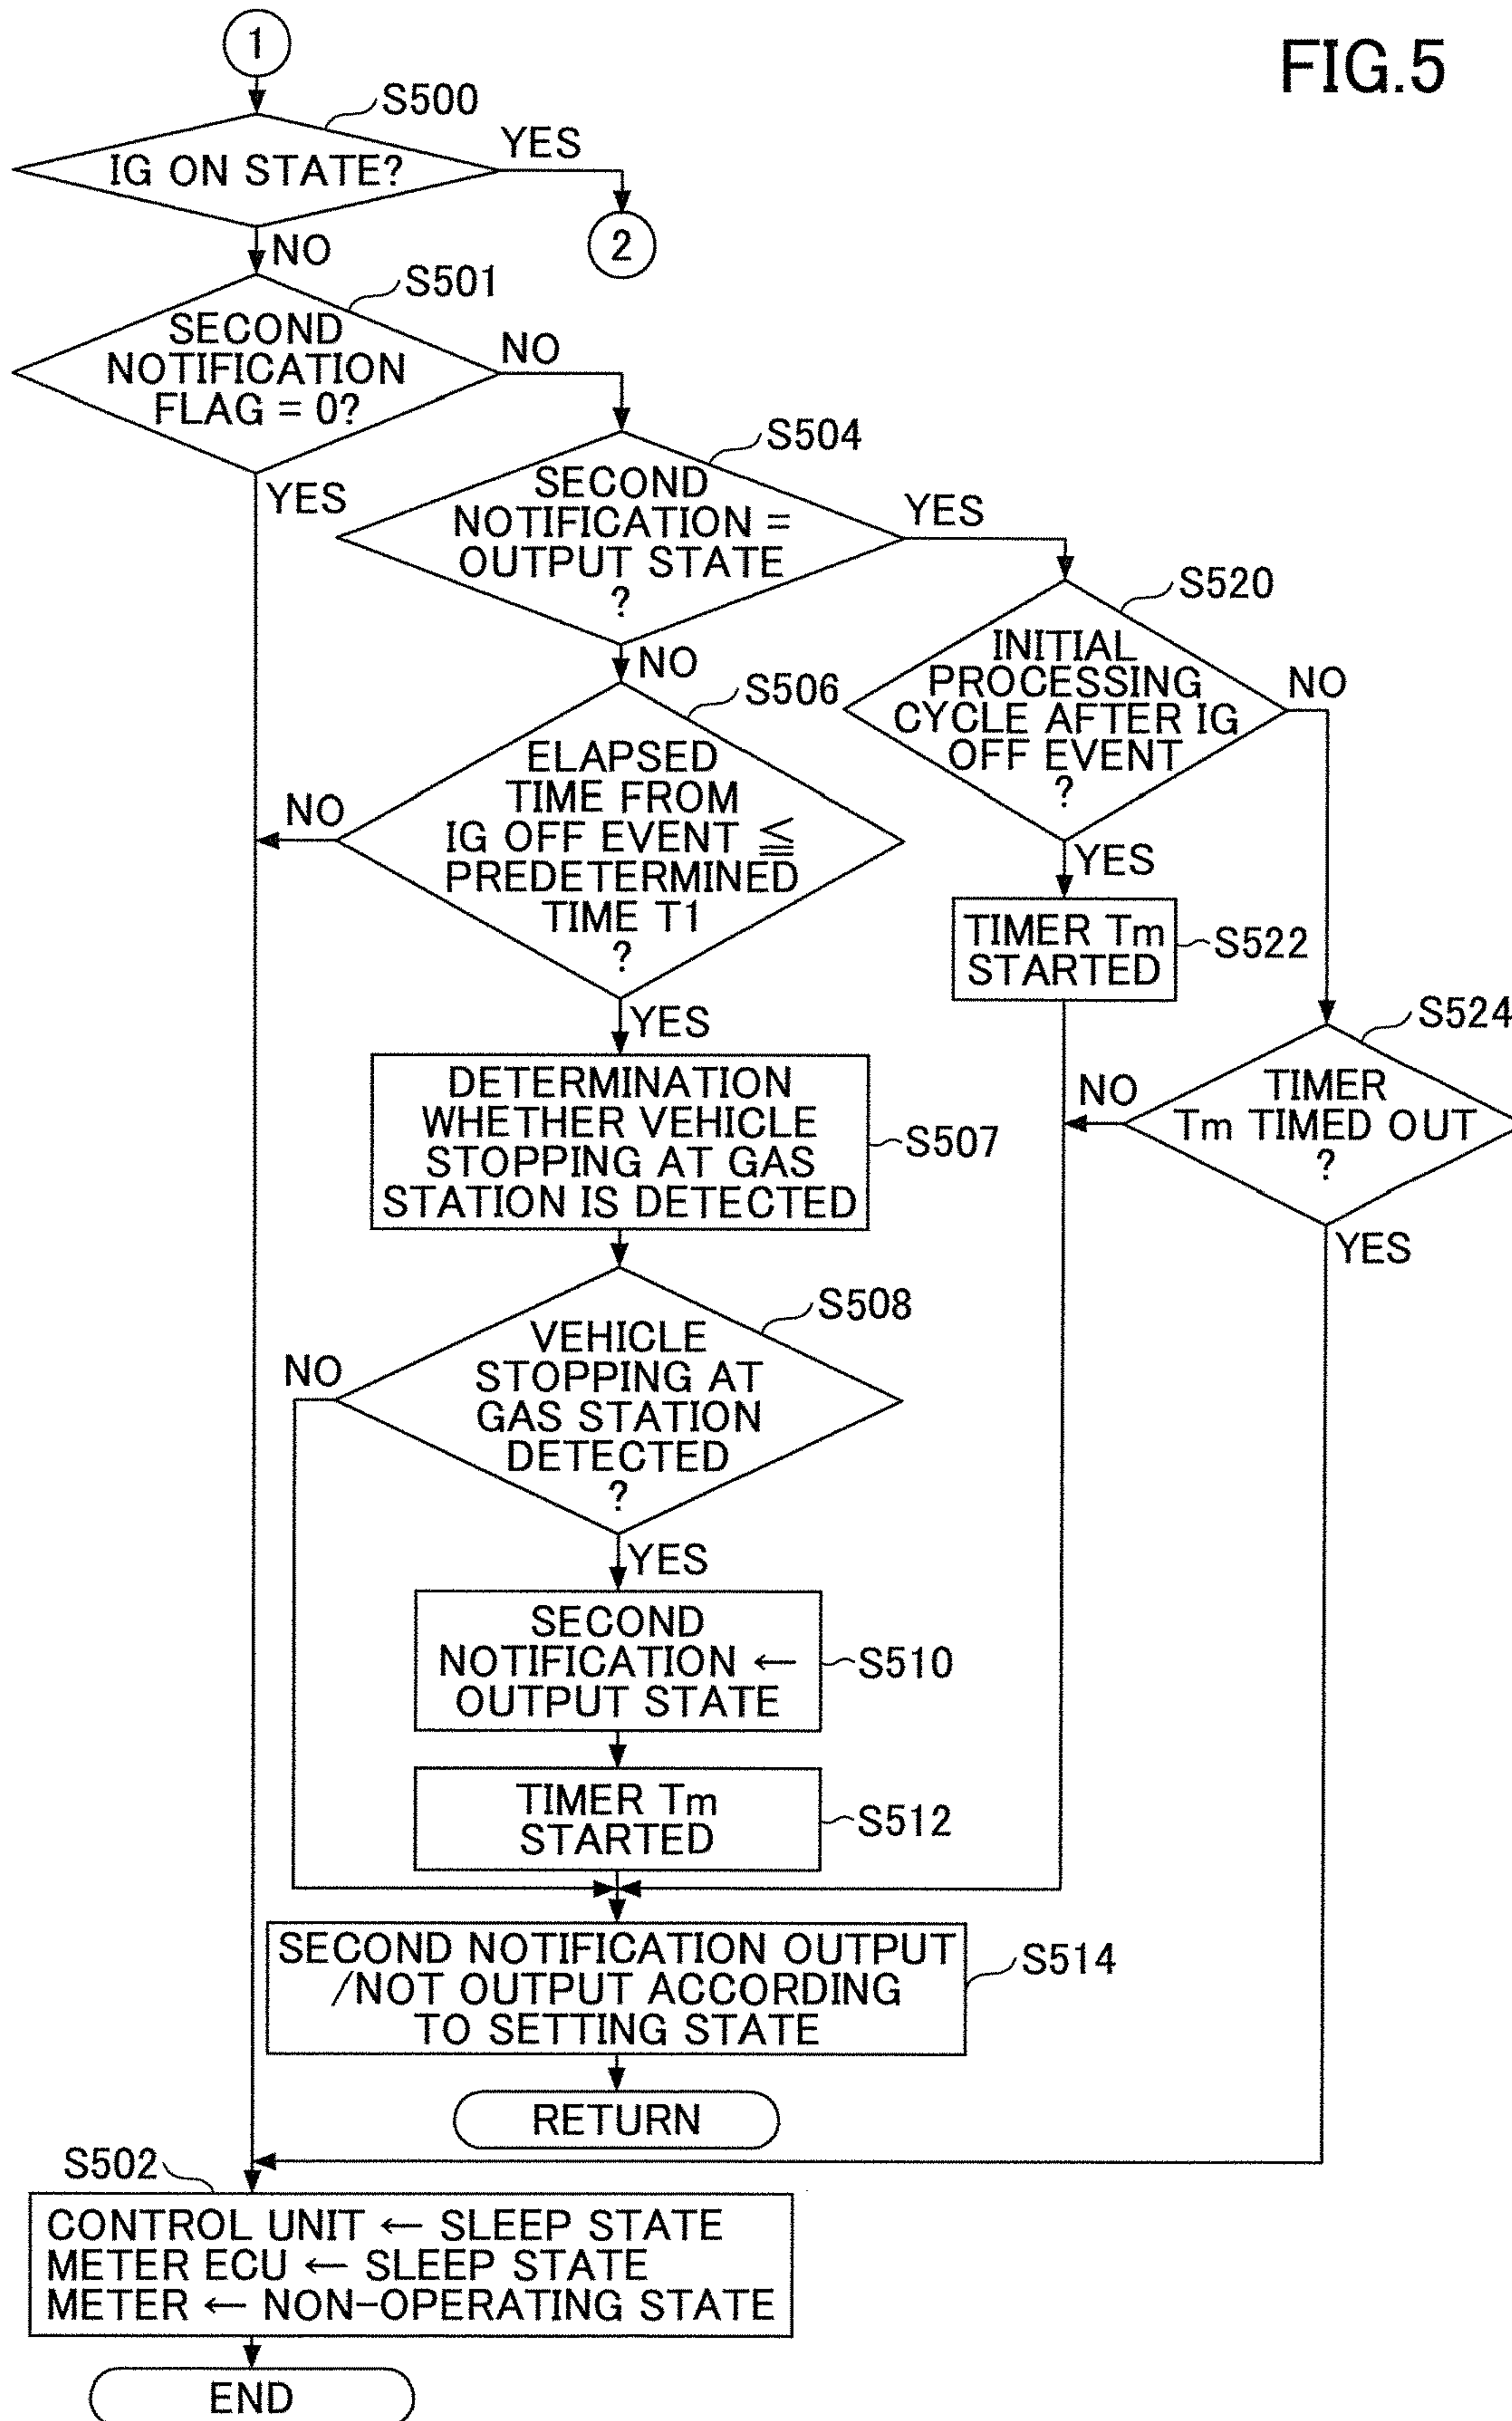 FIG.5
1
S500
IG ON STATE?
YES
2
NO
S501
SECOND
NOTIFICATION
FLAG = 0?
NO
YES
S504
SECOND
NOTIFICATION =
OUTPUT STATE
?
YES
NO
S520
INITIAL
PROCESSING
CYCLE AFTER IG
OFF EVENT
?
NO
YES
S506
ELAPSED
TIME FROM
IG OFF EVENT ≦
PREDETERMINED
TIME T1
?
NO
YES
TIMER Tm
STARTED
S522
S524
TIMER
Tm TIMED OUT
?
NO
YES
DETERMINATION
WHETHER VEHICLE
STOPPING AT GAS
STATION IS DETECTED
S507
S508
VEHICLE
STOPPING AT
GAS STATION
DETECTED
?
NO
YES
SECOND
NOTIFICATION ←
OUTPUT STATE
S510
TIMER Tm
STARTED
S512
SECOND NOTIFICATION OUTPUT
/NOT OUTPUT ACCORDING
TO SETTING STATE
S514
RETURN
S502
CONTROL UNIT ← SLEEP STATE
METER ECU ← SLEEP STATE
METER ← NON-OPERATING STATE
END